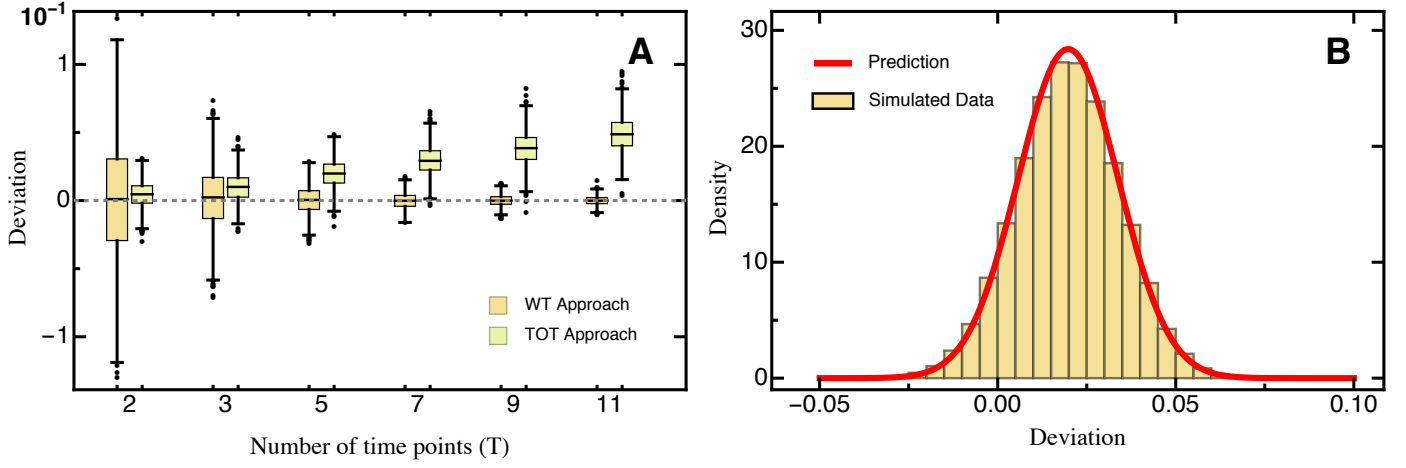 10⁻¹
A
1
Deviation
0
WT Approach
TOT Approach
−1
2 3 5 7 9 11
Number of time points (T)
30
B
Prediction
Simulated Data
20
Density
10
0
−0.05 0.00 0.05 0.10
Deviation